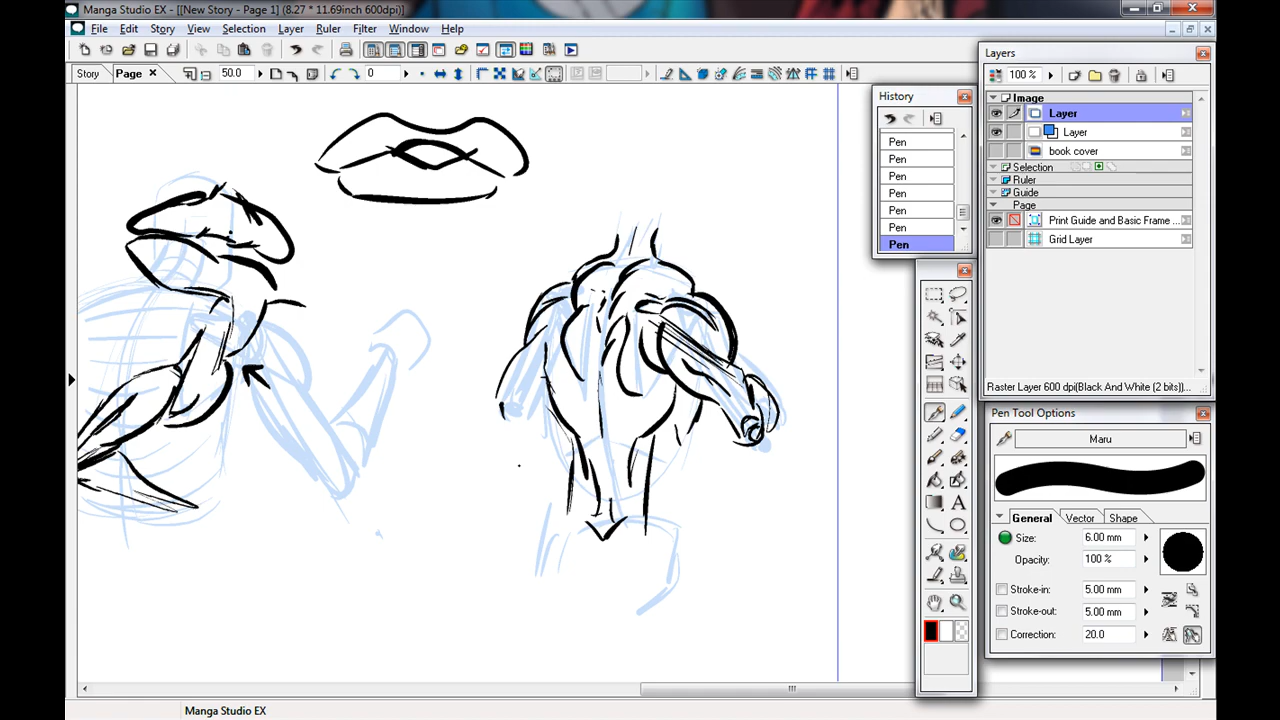 Manga Studio EX - [[New Story - Page 1] (8.27 * 11.69inch 600dpi)]
File Edit Story View Selection Layer Ruler Filter Window Help
Story Page 50.0 0
Layers
100 %
Image
Layer
Layer
book cover
Selection
Ruler
Guide
Page
Print Guide and Basic Frame ...
Grid Layer
Raster Layer 600 dpi(Black And White (2 bits))...
History
Pen
Pen
Pen
Pen
Pen
Pen
Pen
Pen Tool Options
Maru
General Vector Shape
Size: 6.00 mm
Opacity: 100 %
Stroke-in: 5.00 mm
Stroke-out: 5.00 mm
Correction: 20.0
Manga Studio EX